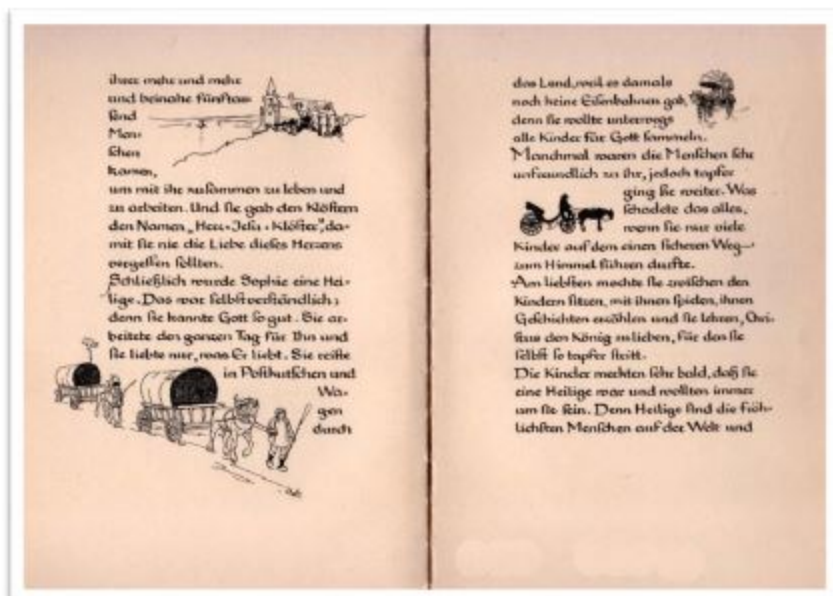 ihrer mehr und mehr
und beinahe fünftau-
send
Men-
schen
kamen,
um mit ihr zusammen zu leben und
zu arbeiten. Und sie gab den Klöstern
den Namen „Herz-Jesu-Klöster", da-
mit sie nie die Liebe dieses Herzens
vergessen sollten.
Schließlich wurde Sophie eine Hei-
lige. Das war selbstverständlich;
denn sie kannte Gott so gut. Sie ar-
beitete den ganzen Tag für Ihn und
sie liebte nur, was Er liebt. Sie reiste
in Postkutschen und
Wa-
gen
durch
das Land, weil es damals
noch keine Eisenbahnen gab,
denn sie wollte unterwegs
alle Kinder für Gott sammeln.
Manchmal waren die Menschen sehr
unfreundlich zu ihr, jedoch tapfer
ging sie weiter. Was
schadete das alles,
wenn sie nur viele
Kinder auf dem einen sicheren Weg
zum Himmel führen durfte.
Am liebsten mochte sie zwischen den
Kindern sitzen, mit ihnen spielen, ihnen
Geschichten erzählen und sie lehren, Chri-
stus den König zu lieben, für den sie
selbst so tapfer stritt.
Die Kinder merkten sehr bald, daß sie
eine Heilige war und wollten immer
um sie sein. Denn Heilige sind die fröh-
lichsten Menschen auf der Welt und